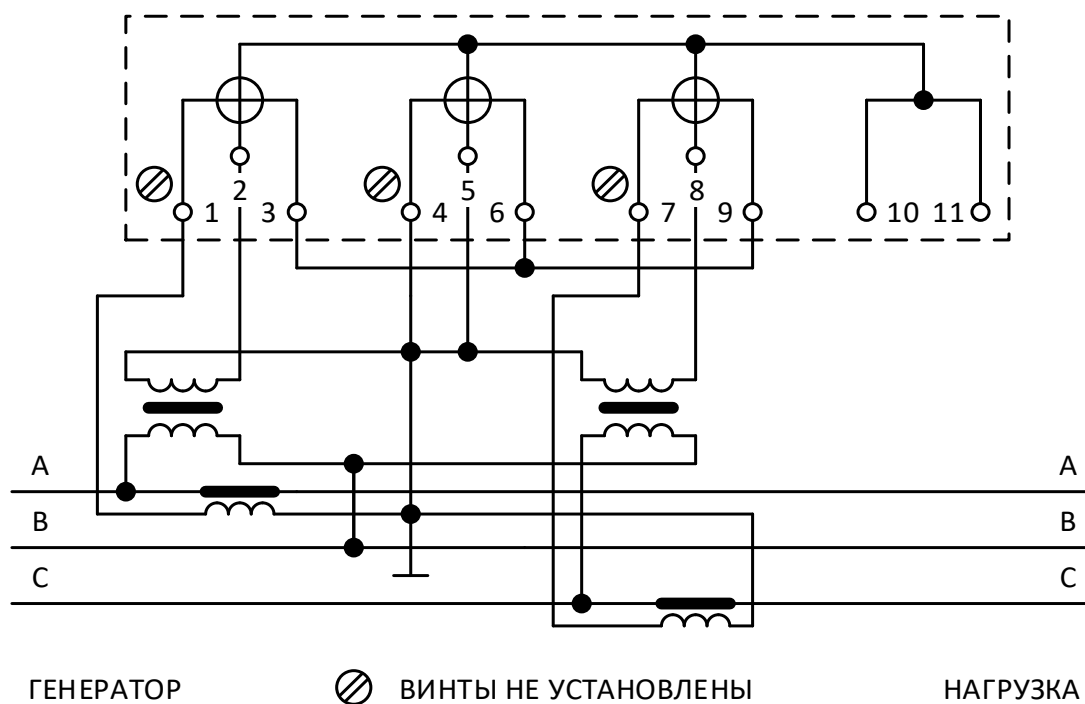 2 5 8
1 3 4 6 7 9 10 11
А А
В В
С С
ГЕНЕРАТОР ВИНТЫ НЕ УСТАНОВЛЕНЫ НАГРУЗКА